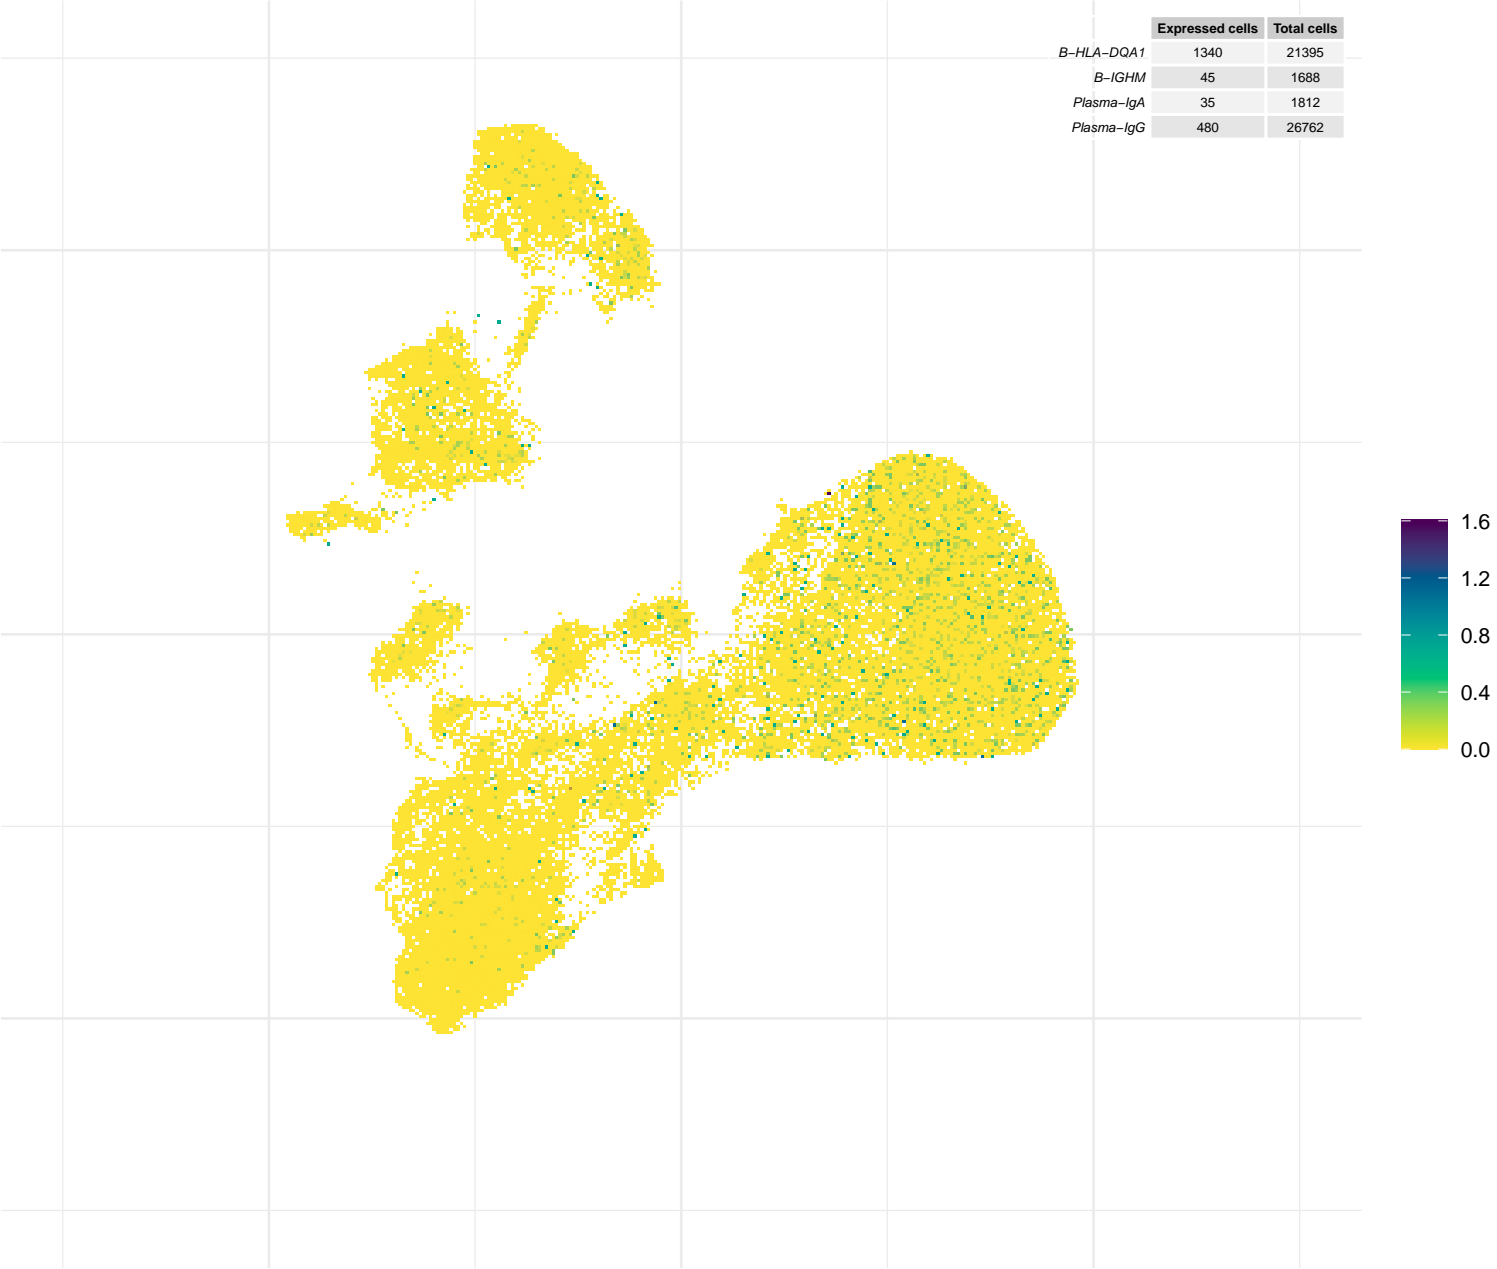 Expressed cells Total cells
B−HLA−DQA1 1340 21395
B−IGHM 45 1688
Plasma−IgA 35 1812
Plasma−IgG 480 26762
1.6
1.2
0.8
0.4
0.0